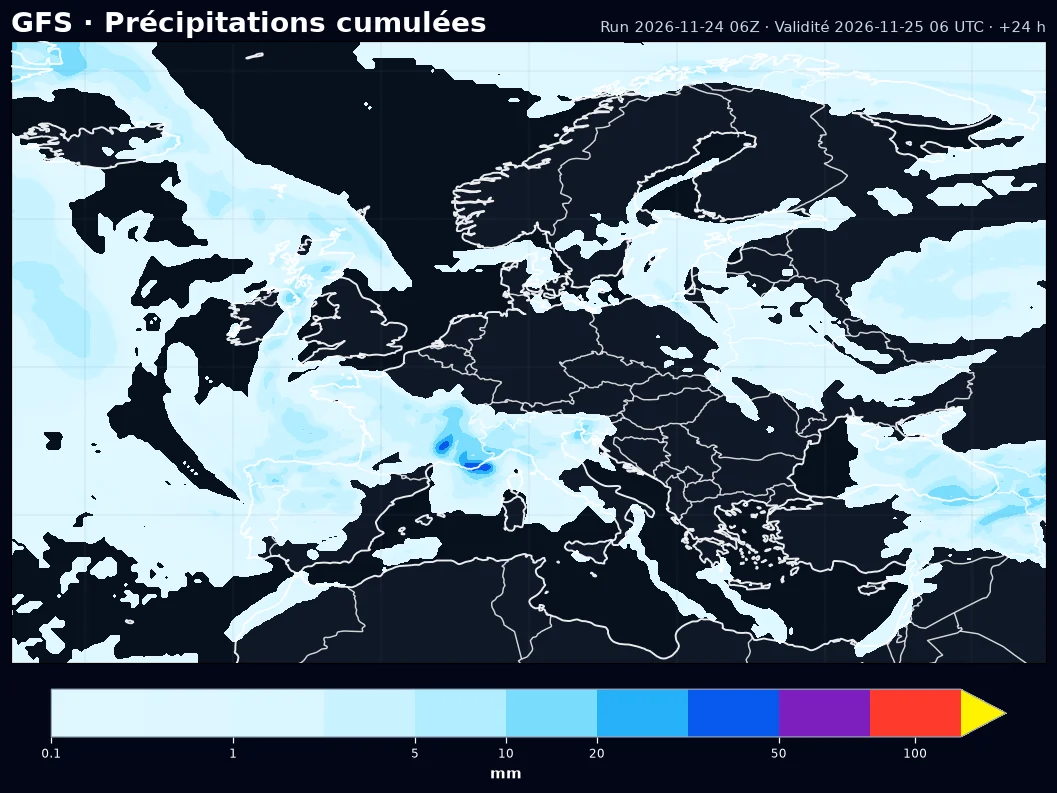 GFS · Précipitations cumulées
Run 2026-11-24 06Z · Validité 2026-11-25 06 UTC · +24 h
0.1 1 5 10 20 50 100
mm